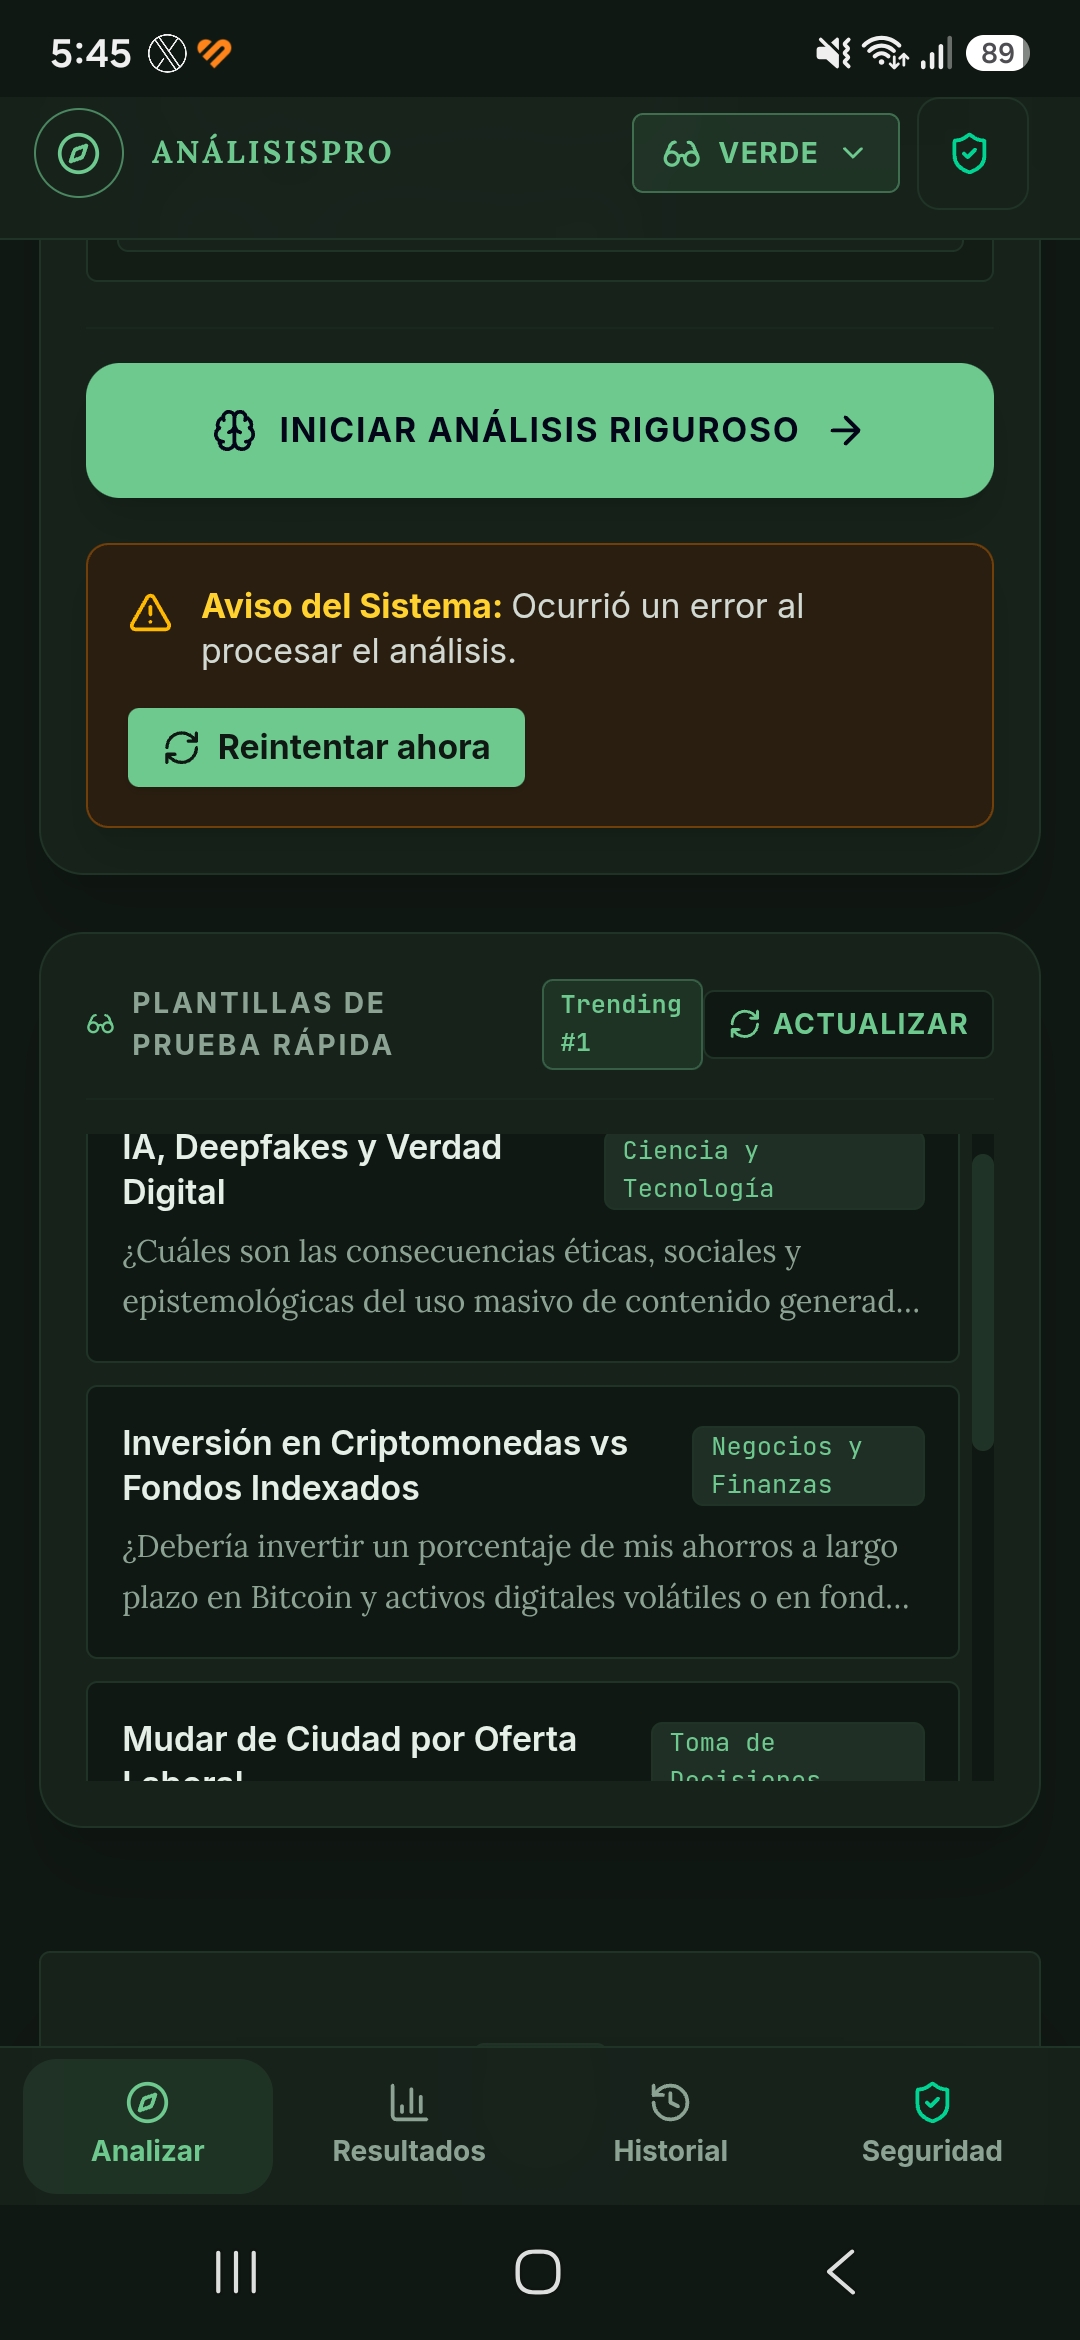 5:45
89
ANÁLISISPRO
VERDE
INICIAR ANÁLISIS RIGUROSO
Aviso del Sistema: Ocurrió un error al
procesar el análisis.
Reintentar ahora
PLANTILLAS DE
PRUEBA RÁPIDA
Trending
#1
ACTUALIZAR
IA, Deepfakes y Verdad
Digital
Ciencia y
Tecnología
¿Cuáles son las consecuencias éticas, sociales y
epistemológicas del uso masivo de contenido generad...
Inversión en Criptomonedas vs
Fondos Indexados
Negocios y
Finanzas
¿Debería invertir un porcentaje de mis ahorros a largo
plazo en Bitcoin y activos digitales volátiles o en fond...
Mudar de Ciudad por Oferta
Laboral
Toma de
Decisiones
Analizar
Resultados
Historial
Seguridad